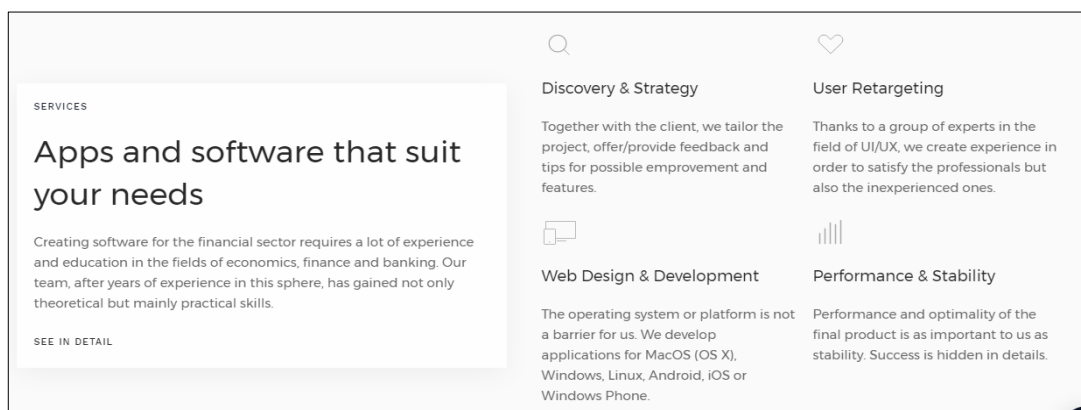 SERVICES
Apps and software that suit
your needs
Creating software for the financial sector requires a lot of experience
and education in the fields of economics, finance and banking. Our
team, after years of experience in this sphere, has gained not only
theoretical but mainly practical skills.
SEE IN DETAIL
Discovery & Strategy
Together with the client, we tailor the
project, offer/provide feedback and
tips for possible emprovement and
features.
User Retargeting
Thanks to a group of experts in the
field of UI/UX, we create experience in
order to satisfy the professionals but
also the inexperienced ones.
Web Design & Development
The operating system or platform is not
a barrier for us. We develop
applications for MacOS (OS X),
Windows, Linux, Android, iOS or
Windows Phone.
Performance & Stability
Performance and optimality of the
final product is as important to us as
stability. Success is hidden in details.